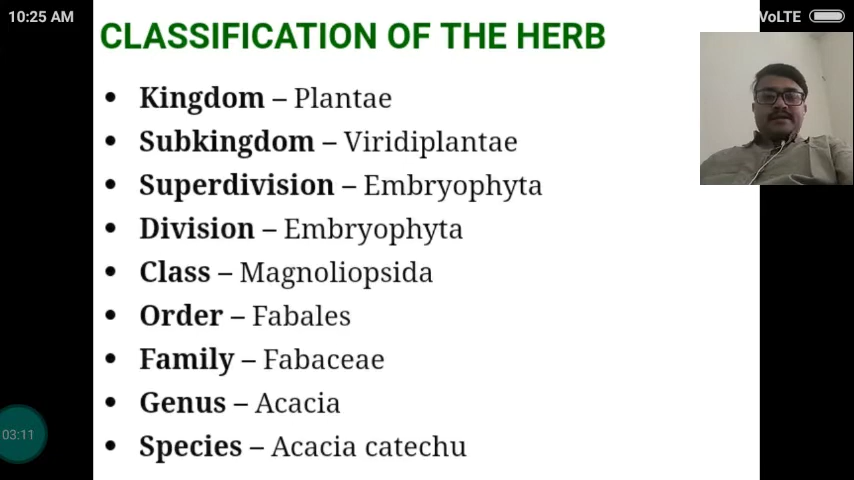 10:25 AM
VoLTE
CLASSIFICATION OF THE HERB
• Kingdom – Plantae
• Subkingdom – Viridiplantae
• Superdivision – Embryophyta
• Division – Embryophyta
• Class – Magnoliopsida
• Order – Fabales
• Family – Fabaceae
• Genus – Acacia
• Species – Acacia catechu
03:11